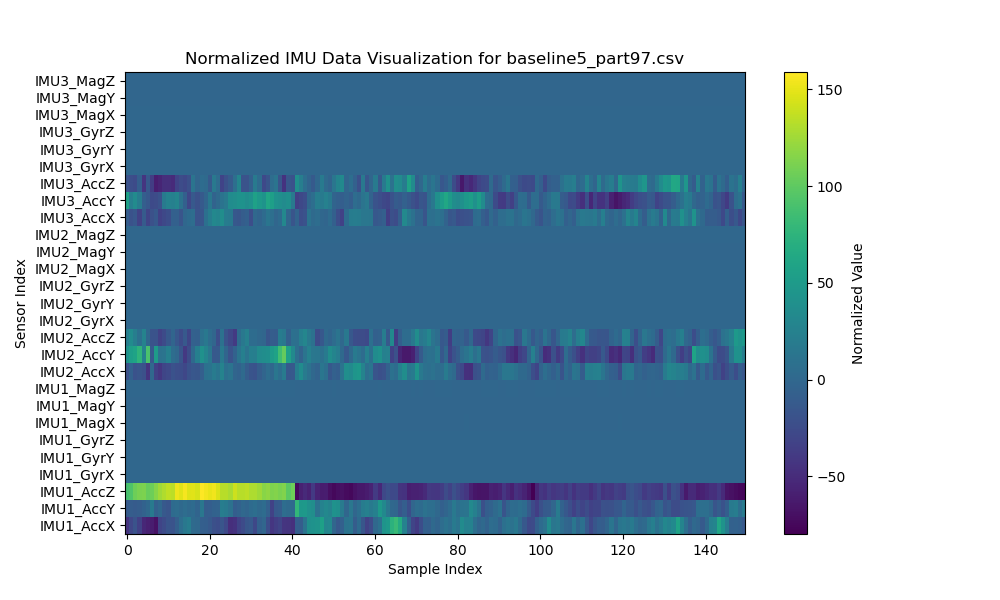 Normalized IMU Data Visualization for baseline5_part97.csv
IMU3_MagZ
IMU3_MagY
IMU3_MagX
IMU3_GyrZ
IMU3_GyrY
IMU3_GyrX
IMU3_AccZ
IMU3_AccY
IMU3_AccX
IMU2_MagZ
IMU2_MagY
IMU2_MagX
IMU2_GyrZ
IMU2_GyrY
IMU2_GyrX
IMU2_AccZ
IMU2_AccY
IMU2_AccX
IMU1_MagZ
IMU1_MagY
IMU1_MagX
IMU1_GyrZ
IMU1_GyrY
IMU1_GyrX
IMU1_AccZ
IMU1_AccY
IMU1_AccX
Sensor Index
0 20 40 60 80 100 120 140
Sample Index
150
100
50
0
−50
Normalized Value